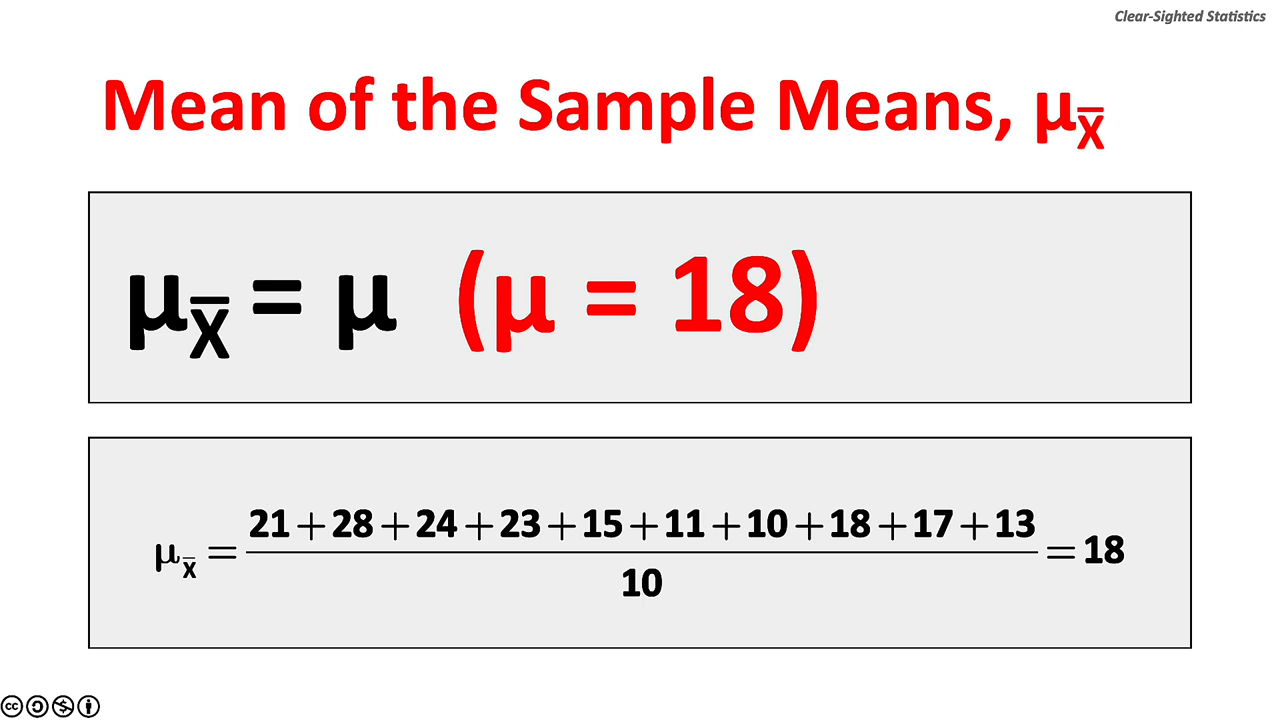 Clear-Sighted Statistics
Mean of the Sample Means, μX̅
μX̅ = μ (μ = 18)
21+28+24+23+15+11+10+18+17+13
μX̅ = = 18
10
cc